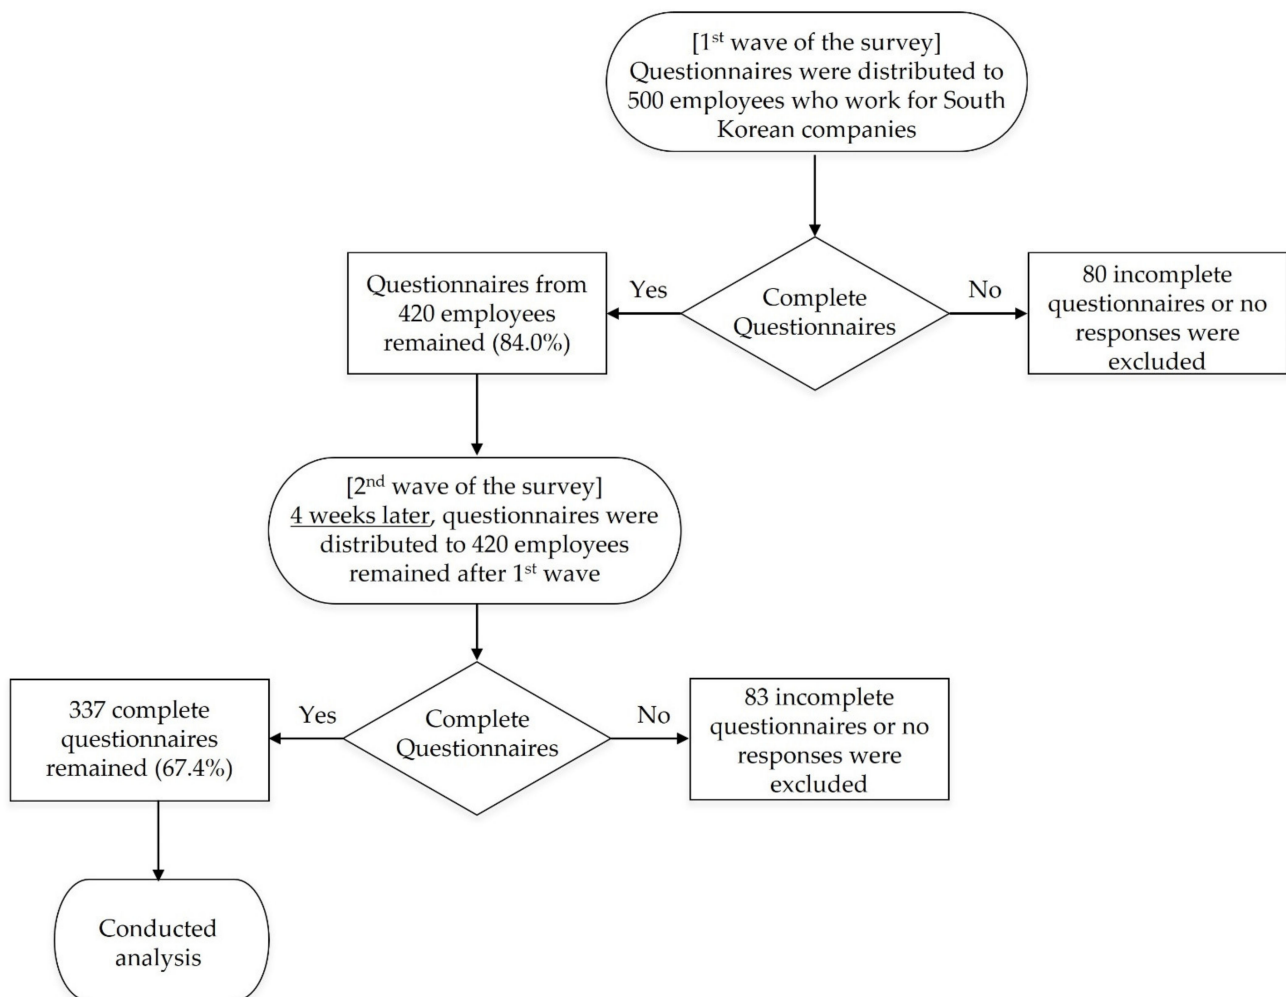 [1st wave of the survey]
Questionnaires were distributed to
500 employees who work for South
Korean companies
Complete
Questionnaires
Yes
No
Questionnaires from
420 employees
remained (84.0%)
80 incomplete
questionnaires or no
responses were
excluded
[2nd wave of the survey]
4 weeks later, questionnaires were
distributed to 420 employees
remained after 1st wave
Complete
Questionnaires
Yes
No
337 complete
questionnaires
remained (67.4%)
83 incomplete
questionnaires or no
responses were
excluded
Conducted
analysis